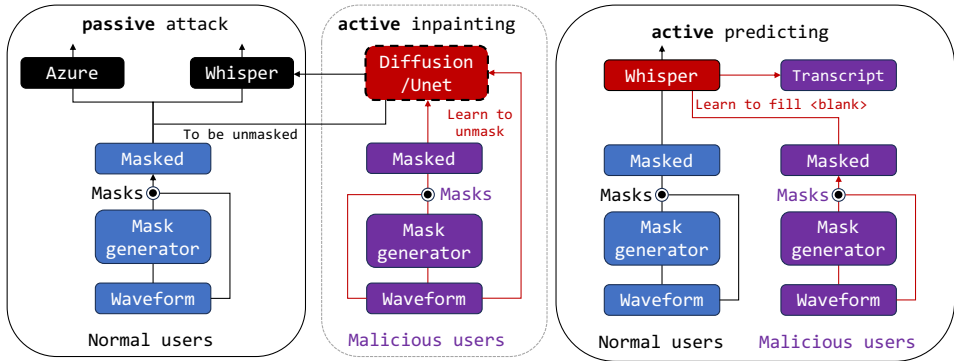 passive attack
Azure
Whisper
To be unmasked
Masked
Masks
Mask
generator
Waveform
Normal users
active inpainting
Diffusion
/Unet
Learn to
unmask
Masked
Masks
Mask
generator
Waveform
Malicious users
active predicting
Whisper
Transcript
Learn to fill <blank>
Masked
Masks
Mask
generator
Waveform
Normal users
Masked
Masks
Mask
generator
Waveform
Malicious users